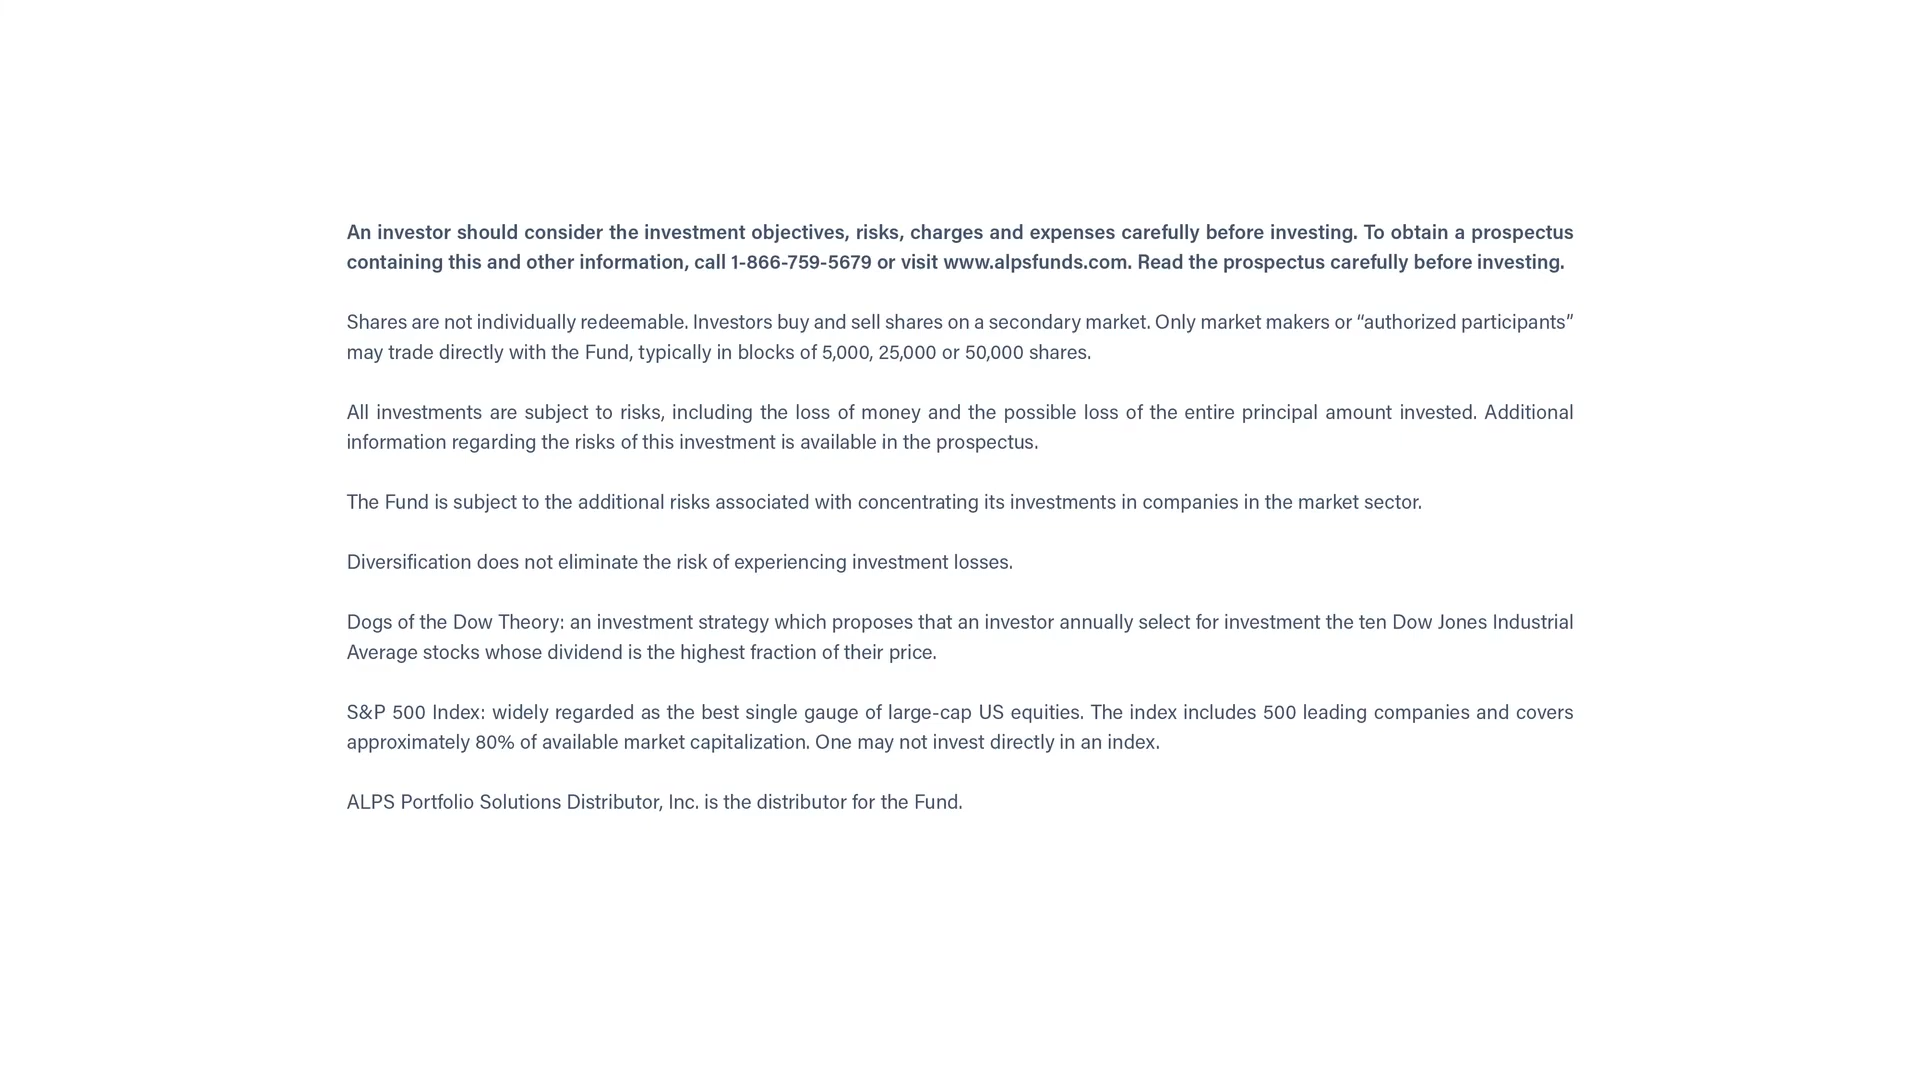 An investor should consider the investment objectives, risks, charges and expenses carefully before investing. To obtain a prospectus
containing this and other information, call 1-866-759-5679 or visit www.alpsfunds.com. Read the prospectus carefully before investing.
Shares are not individually redeemable. Investors buy and sell shares on a secondary market. Only market makers or “authorized participants”
may trade directly with the Fund, typically in blocks of 5,000, 25,000 or 50,000 shares.
All investments are subject to risks, including the loss of money and the possible loss of the entire principal amount invested. Additional
information regarding the risks of this investment is available in the prospectus.
The Fund is subject to the additional risks associated with concentrating its investments in companies in the market sector.
Diversification does not eliminate the risk of experiencing investment losses.
Dogs of the Dow Theory: an investment strategy which proposes that an investor annually select for investment the ten Dow Jones Industrial
Average stocks whose dividend is the highest fraction of their price.
S&P 500 Index: widely regarded as the best single gauge of large-cap US equities. The index includes 500 leading companies and covers
approximately 80% of available market capitalization. One may not invest directly in an index.
ALPS Portfolio Solutions Distributor, Inc. is the distributor for the Fund.